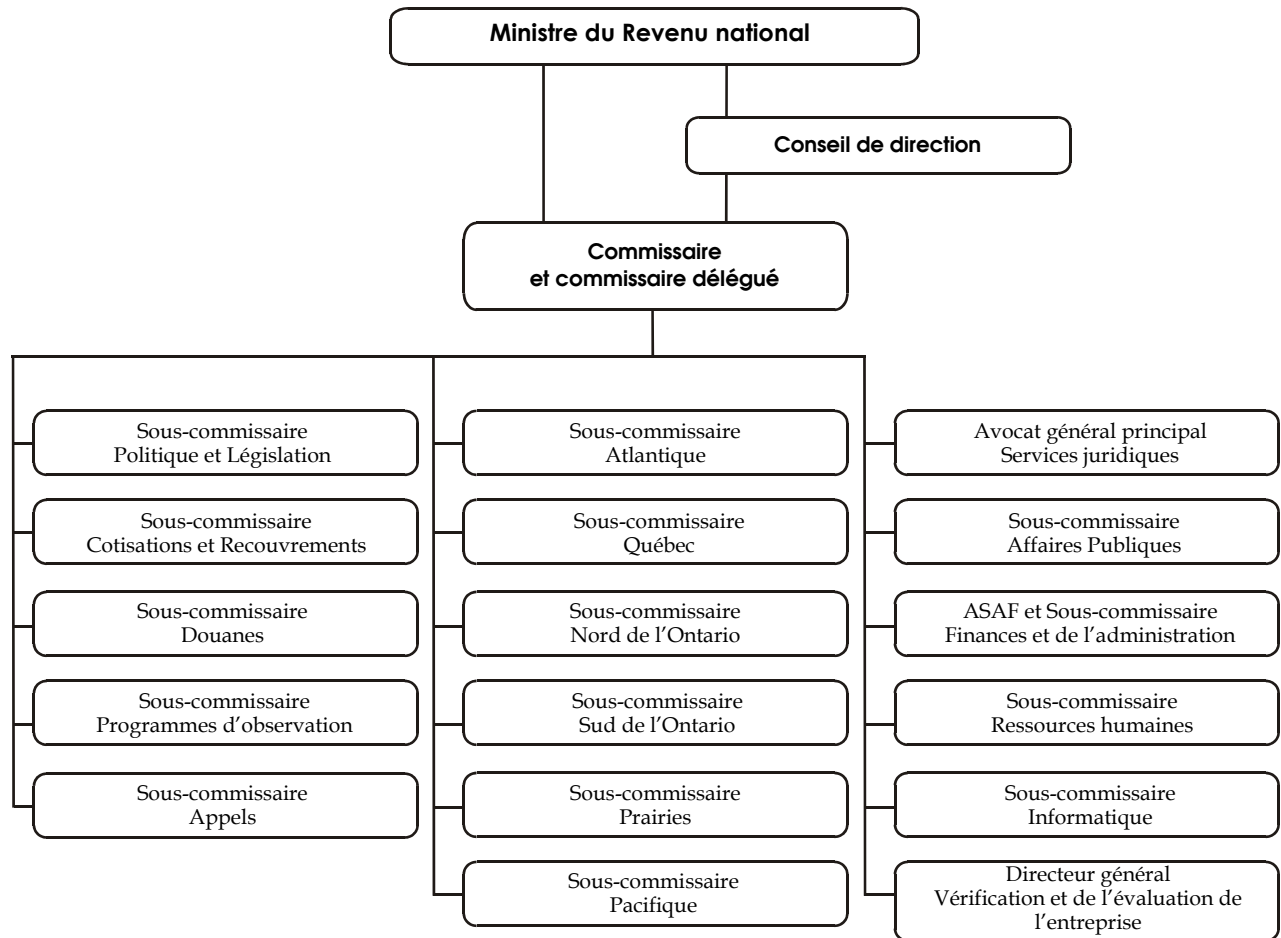 Ministre du Revenu national
Conseil de direction
Commissaire
et commissaire délégué
Sous-commissaire
Politique et Législation
Sous-commissaire
Cotisations et Recouvrements
Sous-commissaire
Douanes
Sous-commissaire
Programmes d'observation
Sous-commissaire
Appels
Sous-commissaire
Atlantique
Sous-commissaire
Québec
Sous-commissaire
Nord de l'Ontario
Sous-commissaire
Sud de l'Ontario
Sous-commissaire
Prairies
Sous-commissaire
Pacifique
Avocat général principal
Services juridiques
Sous-commissaire
Affaires Publiques
ASAF et Sous-commissaire
Finances et de l'administration
Sous-commissaire
Ressources humaines
Sous-commissaire
Informatique
Directeur général
Vérification et de l'évaluation de
l'entreprise